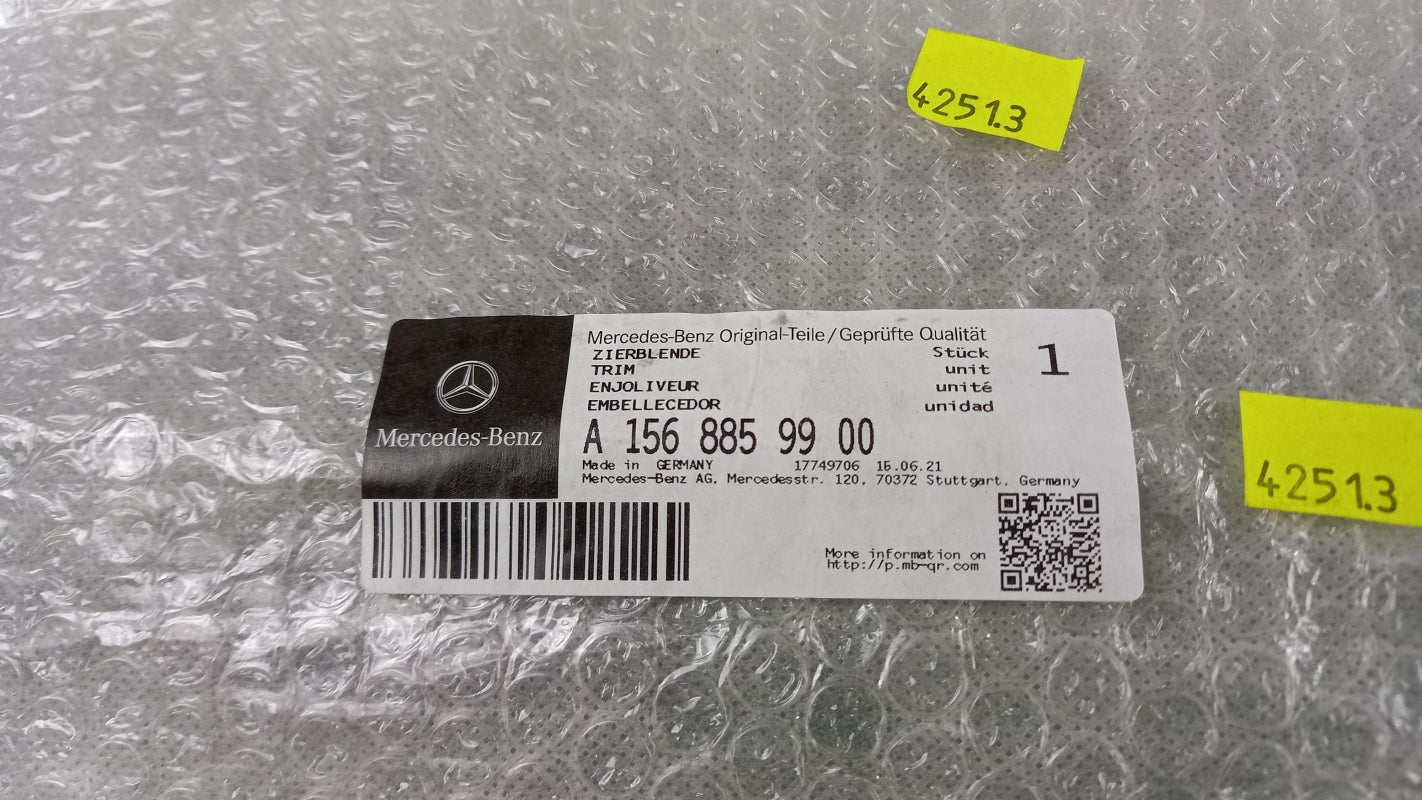 4251.3
Mercedes-Benz Original-Teile/Geprüfte Qualität
ZIERBLENDE Stück 1
TRIM unit
ENJOLIVEUR unité
EMBELLECEDOR unidad
Mercedes-Benz
A 156 885 99 00
Made in GERMANY 17749706 15.06.21
Mercedes-Benz AG, Mercedesstr. 120, 70372 Stuttgart, Germany
4251.3
More information on
http://p.mb-qr.com